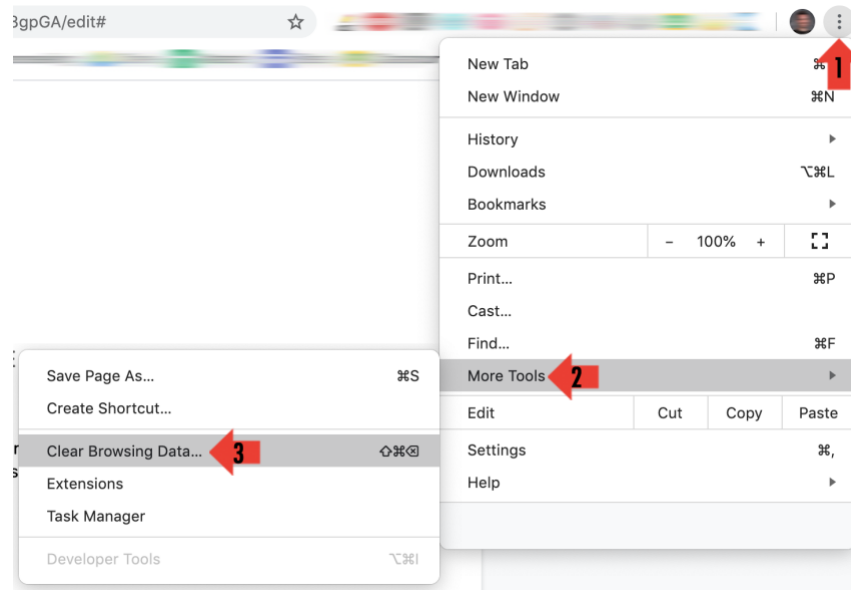 3gpGA/edit#
1
New Tab ⌘
New Window ⌘N
History
Downloads ⌥⌘L
Bookmarks
Zoom - 100% +
Print... ⌘P
Cast...
Find... ⌘F
More Tools 2
Edit Cut Copy Paste
Settings ⌘,
Help
Save Page As... ⌘S
Create Shortcut...
Clear Browsing Data... 3 ⇧⌘⌫
Extensions
Task Manager
Developer Tools ⌥⌘I